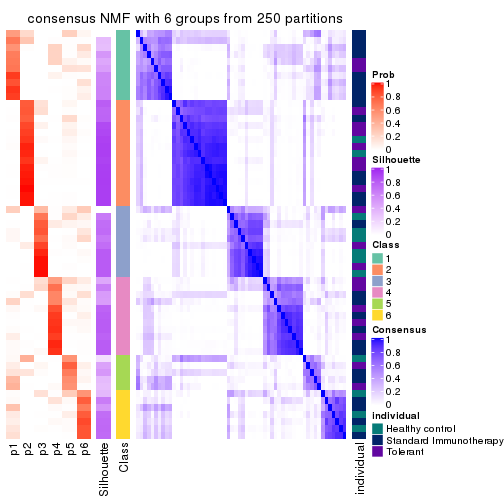 consensus NMF with 6 groups from 250 partitions
p1
p2
p3
p4
p5
p6
Silhouette
Class
individual
Prob
1
0.8
0.6
0.4
0.2
0
Silhouette
1
0.8
0.6
0.4
0.2
0
Class
1
2
3
4
5
6
Consensus
1
0.8
0.6
0.4
0.2
0
individual
Healthy control
Standard Immunotherapy
Tolerant